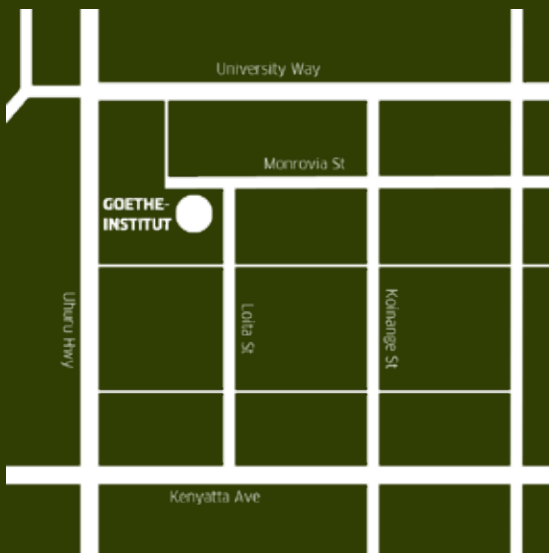 University Way
Monrovia St
GOETHE-
INSTITUT
Uhuru Hwy
Loita St
Koinange St
Kenyatta Ave